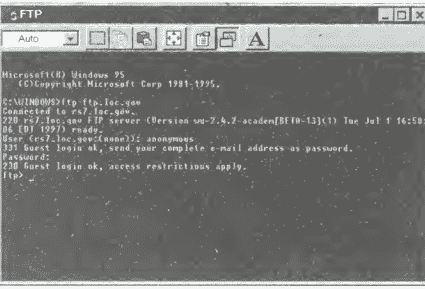 FTP
Auto
A
Microsoft(R) Windows 95
(C)Copyright Microsoft Corp 1981-1995.
C:\WINDOWS>ftp ftp.loc.gov
Connected to rs7.loc.gov.
220 rs7.loc.gov FTP server (Version wu-2.4.2-academ[BETA-13](1) Tue Jul 1 16:50:
06 EDT 1997) ready.
User (rs7.loc.gov:(none)): anonymous
331 Guest login ok, send your complete e-mail address as password.
Password:
230 Guest login ok, access restrictions apply.
ftp>